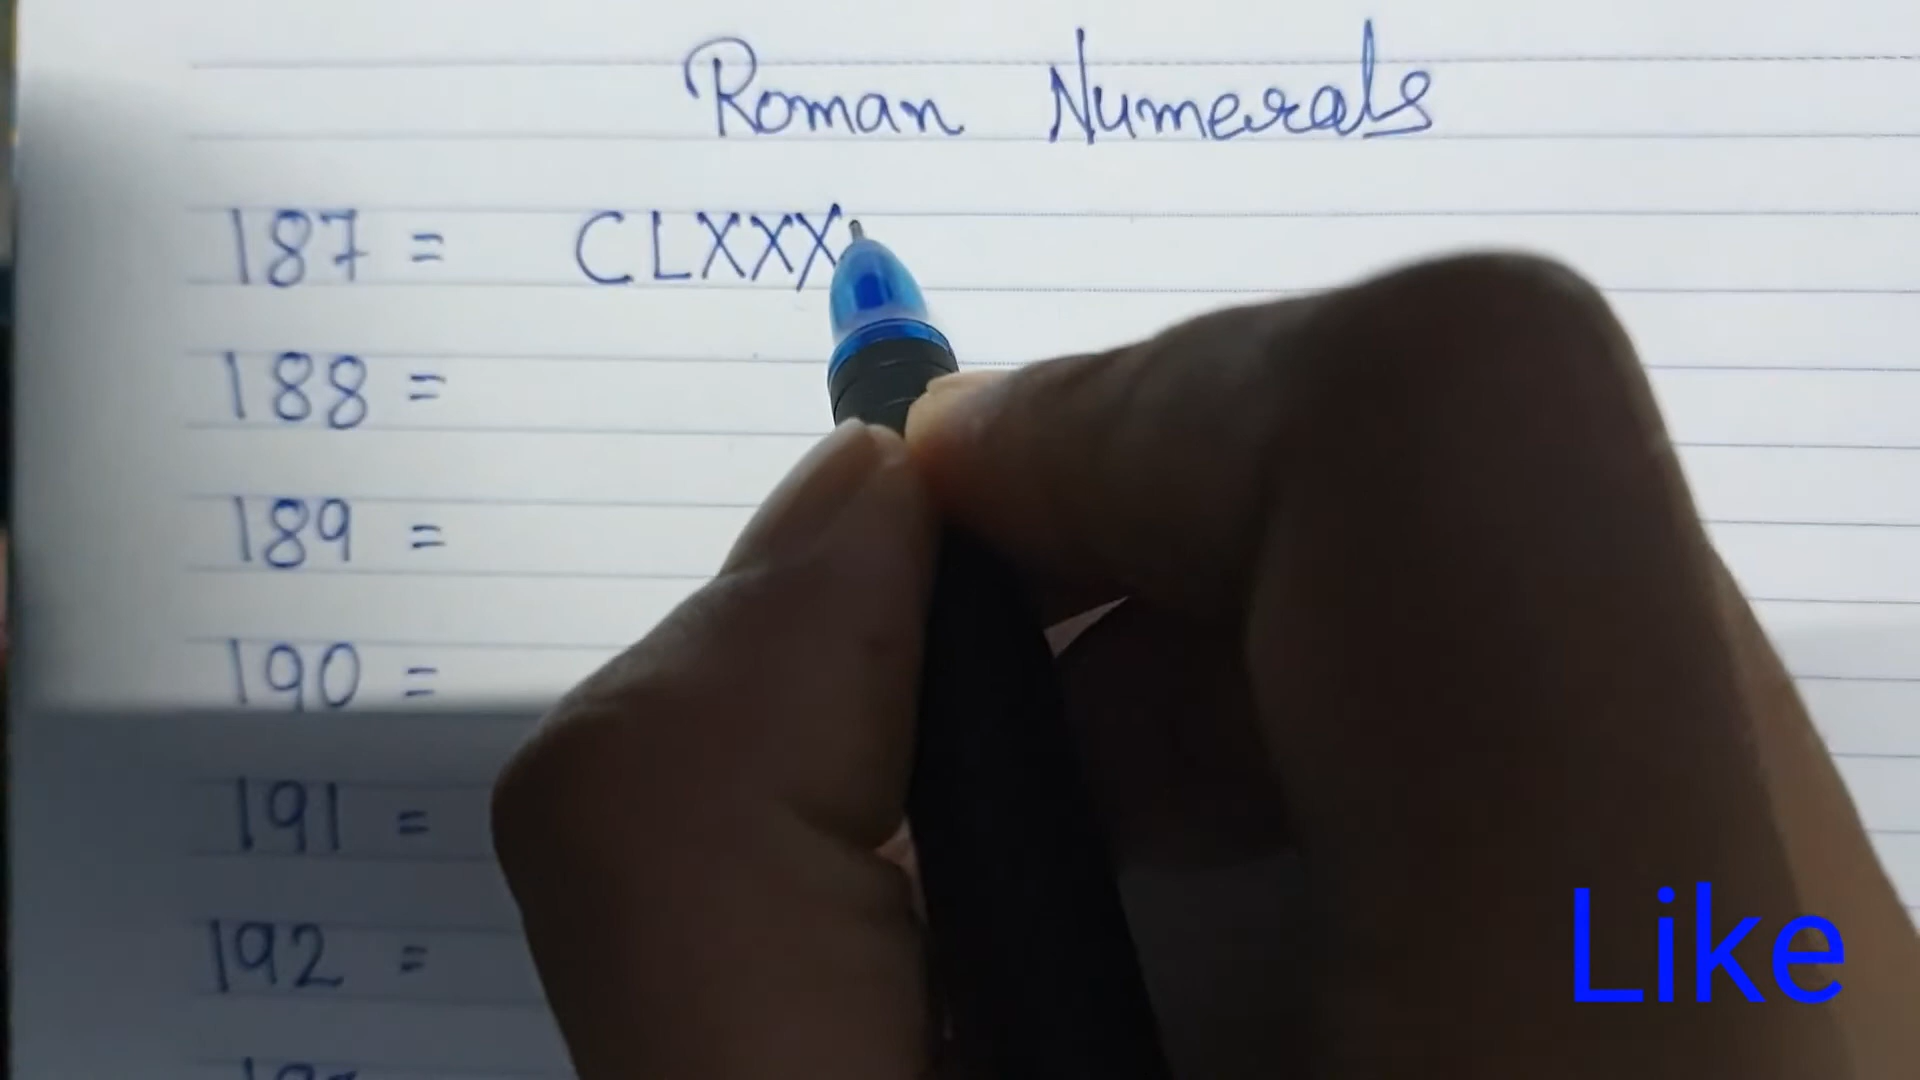 Roman Numerals
187 = CLXXX
188 =
189 =
190 =
191 =
192 =
Like